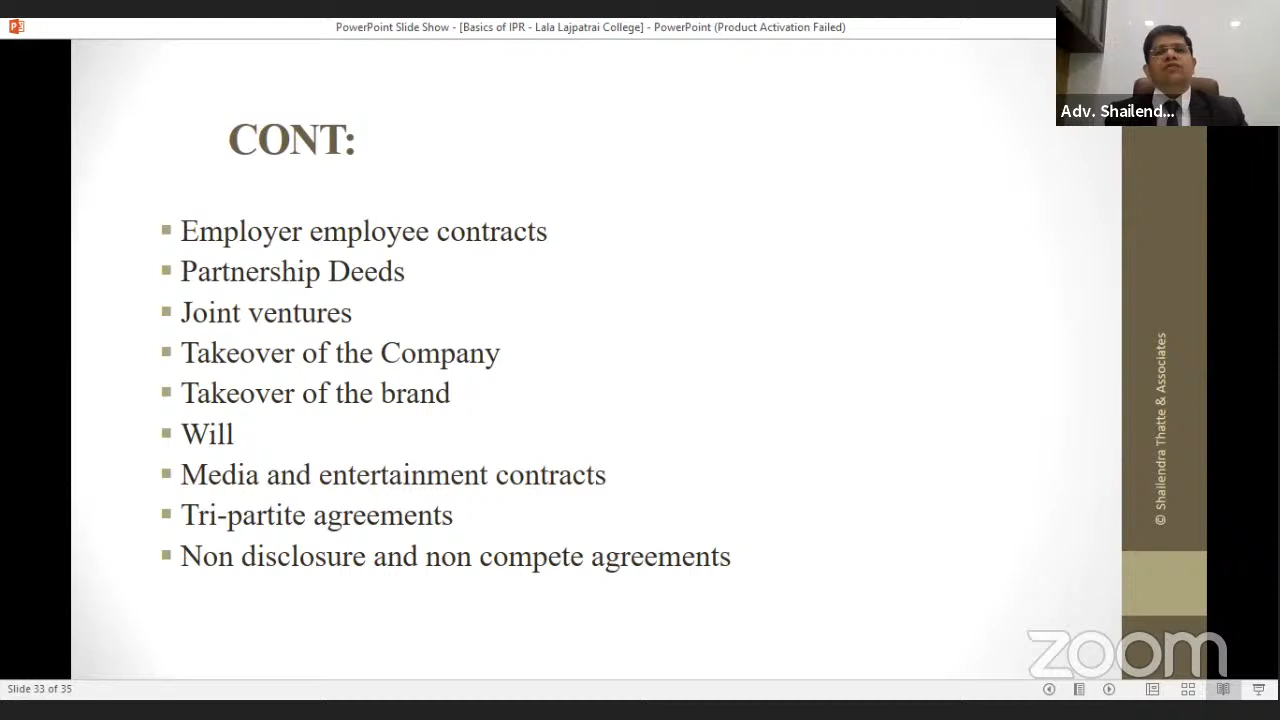 PowerPoint Slide Show - [Basics of IPR - Lala Lajpatrai College] - PowerPoint (Product Activation Failed)
Adv. Shailend...
CONT:
Employer employee contracts
Partnership Deeds
Joint ventures
Takeover of the Company
Takeover of the brand
Will
Media and entertainment contracts
Tri-partite agreements
Non disclosure and non compete agreements
© Shailendra Thatte & Associates
zoom
Slide 33 of 35